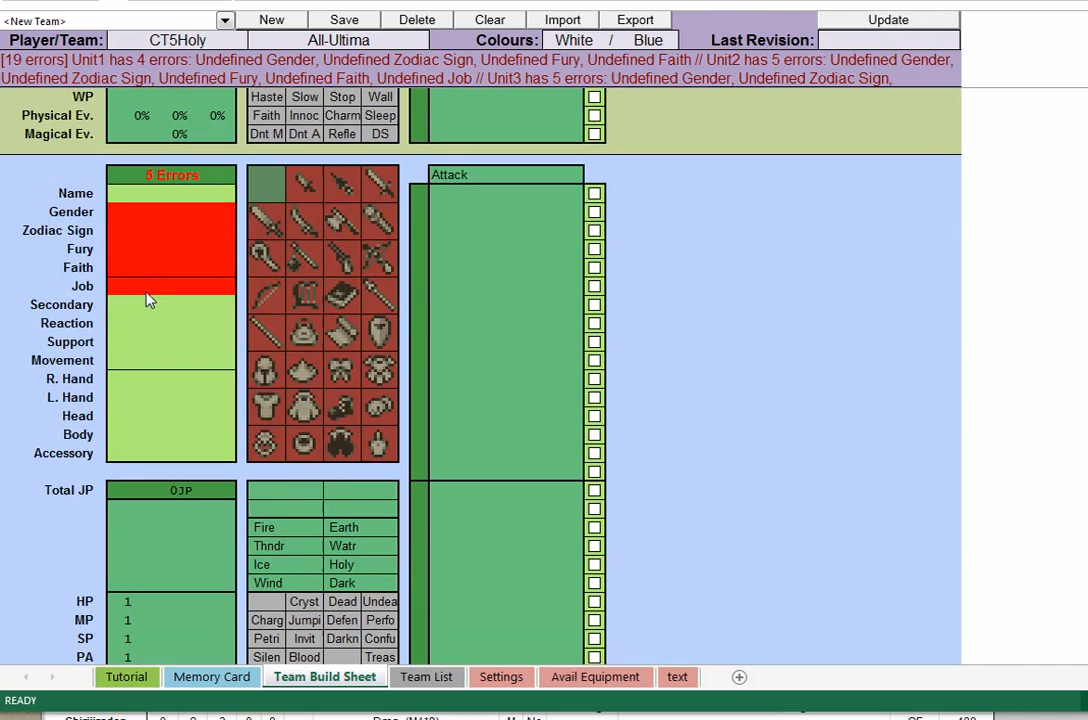 <New Team> New Save Delete Clear Import Export Update
Player/Team: CT5Holy All-Ultima Colours: White / Blue Last Revision:
[19 errors] Unit1 has 4 errors: Undefined Gender, Undefined Zodiac Sign, Undefined Fury, Undefined Faith // Unit2 has 5 errors: Undefined Gender,
Undefined Zodiac Sign, Undefined Fury, Undefined Faith, Undefined Job // Unit3 has 5 errors: Undefined Gender, Undefined Zodiac Sign,
WP Haste Slow Stop Wall
Physical Ev. 0% 0% 0% Faith Innoc Charm Sleep
Magical Ev. 0% Dnt M Dnt A Refle DS
5 Errors Attack
Name
Gender
Zodiac Sign
Fury
Faith
Job
Secondary
Reaction
Support
Movement
R. Hand
L. Hand
Head
Body
Accessory
Total JP 0JP
Fire Earth
Thndr Watr
Ice Holy
Wind Dark
HP 1 Cryst Dead Undea
MP 1 Charg Jumpi Defen Perfo
SP 1 Petri Invit Darkn Confu
PA 1 Silen Blood Treas
Tutorial Memory Card Team Build Sheet Team List Settings Avail Equipment text
READY